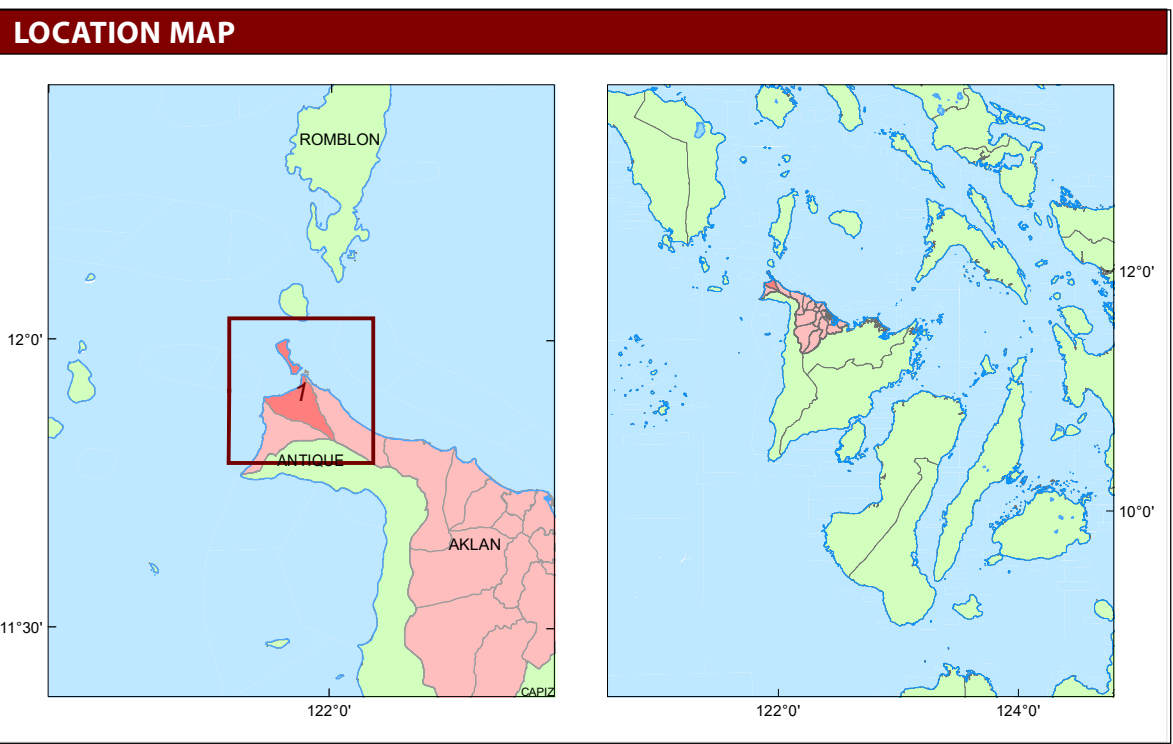 LOCATION MAP
ROMBLON
12°0'
1
ANTIQUE
AKLAN
11°30'
CAPIZ
122°0'
12°0'
10°0'
122°0'
124°0'